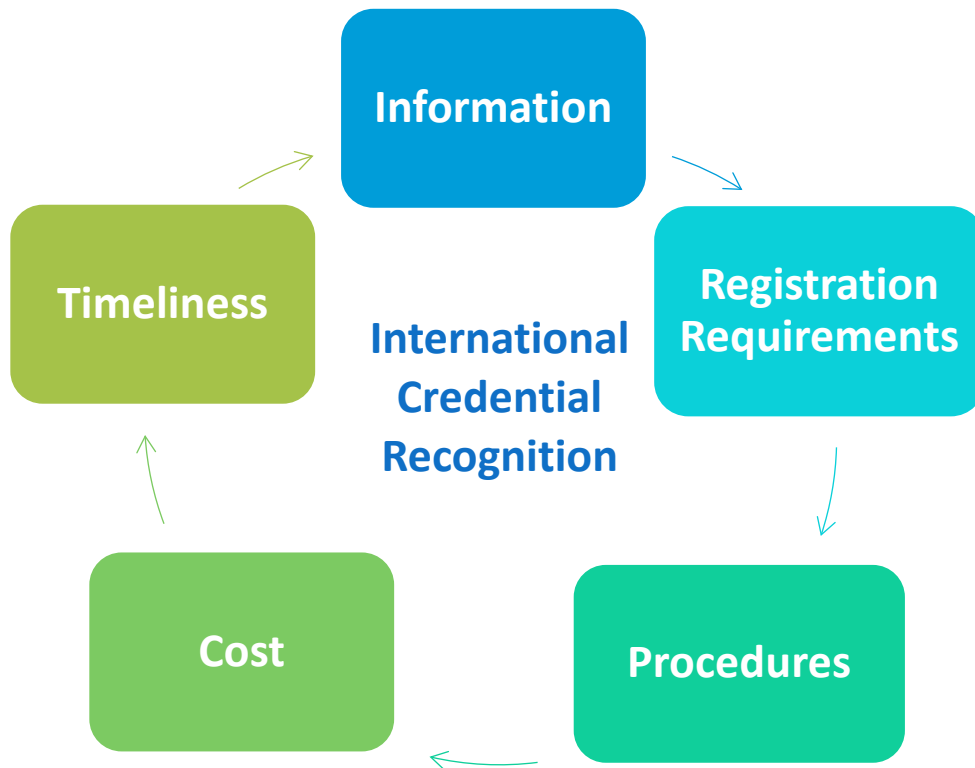 Information
Registration
Requirements
Procedures
Cost
Timeliness
International
Credential
Recognition